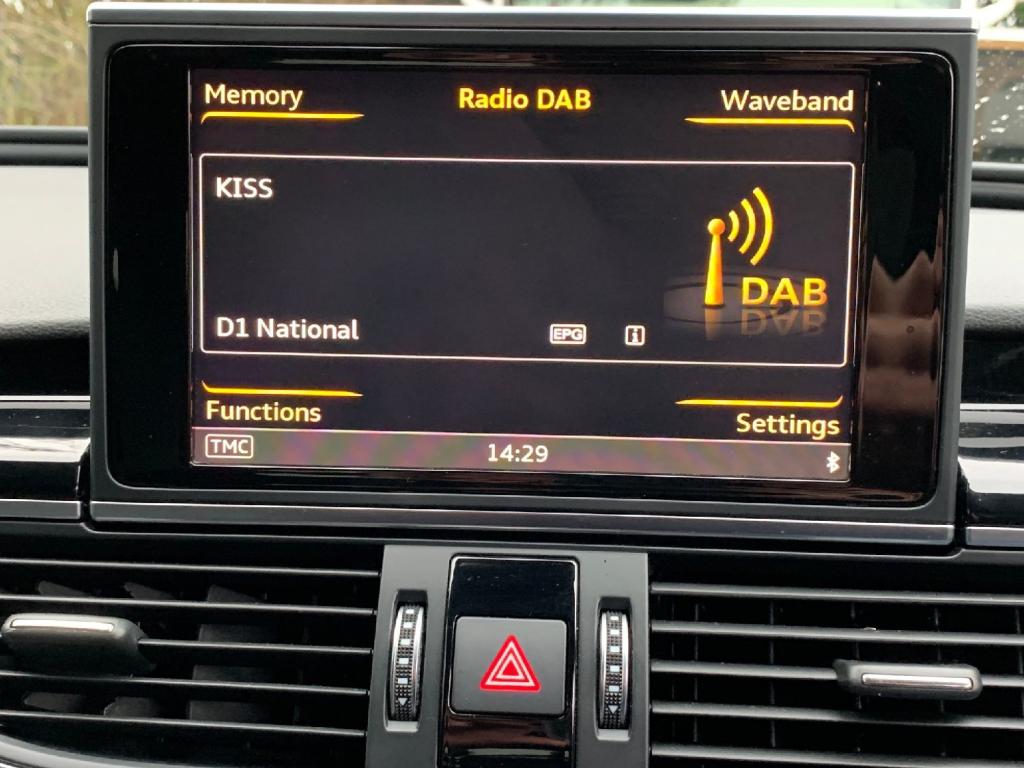 Memory
Radio DAB
Waveband
KISS
DAB
D1 National
EPG
i
Functions
Settings
TMC
14:29